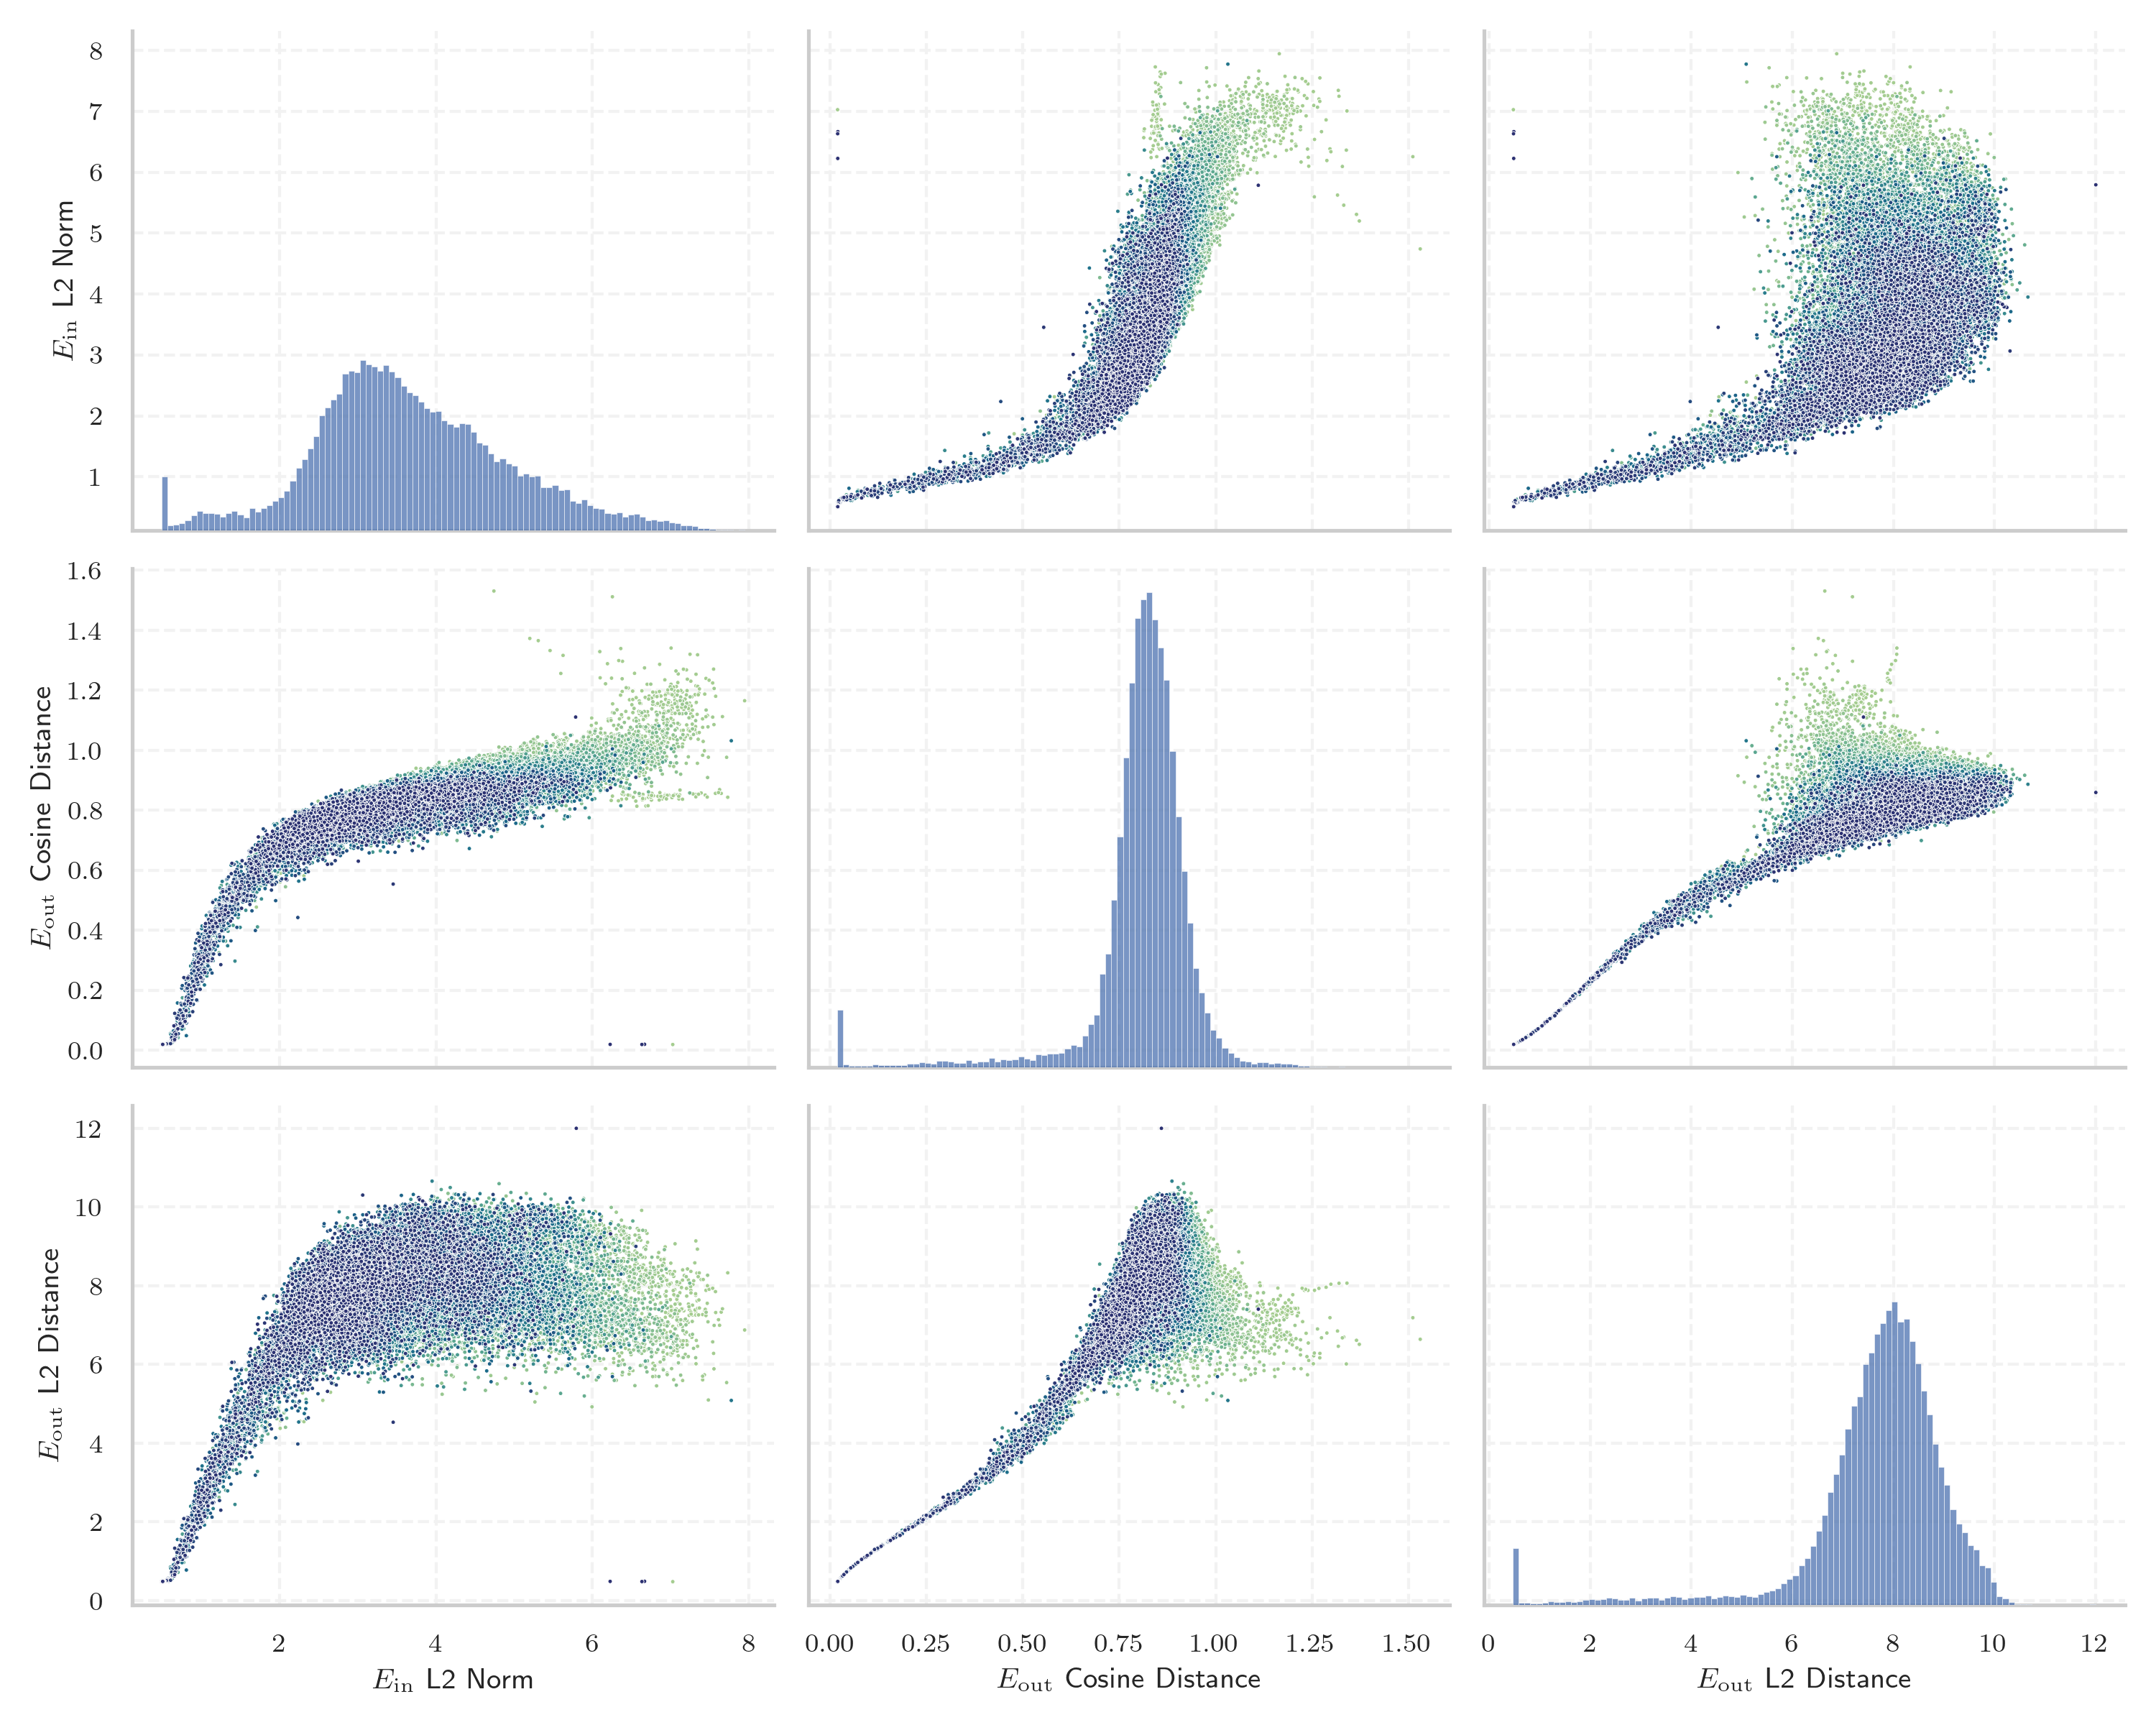 8
7
6
5
4
3
2
1
E_in L2 Norm
1.6
1.4
1.2
1.0
0.8
0.6
0.4
0.2
0.0
E_out Cosine Distance
12
10
8
6
4
2
0
E_out L2 Distance
2 4 6 8
0.00 0.25 0.50 0.75 1.00 1.25 1.50
0 2 4 6 8 10 12
E_in L2 Norm
E_out Cosine Distance
E_out L2 Distance